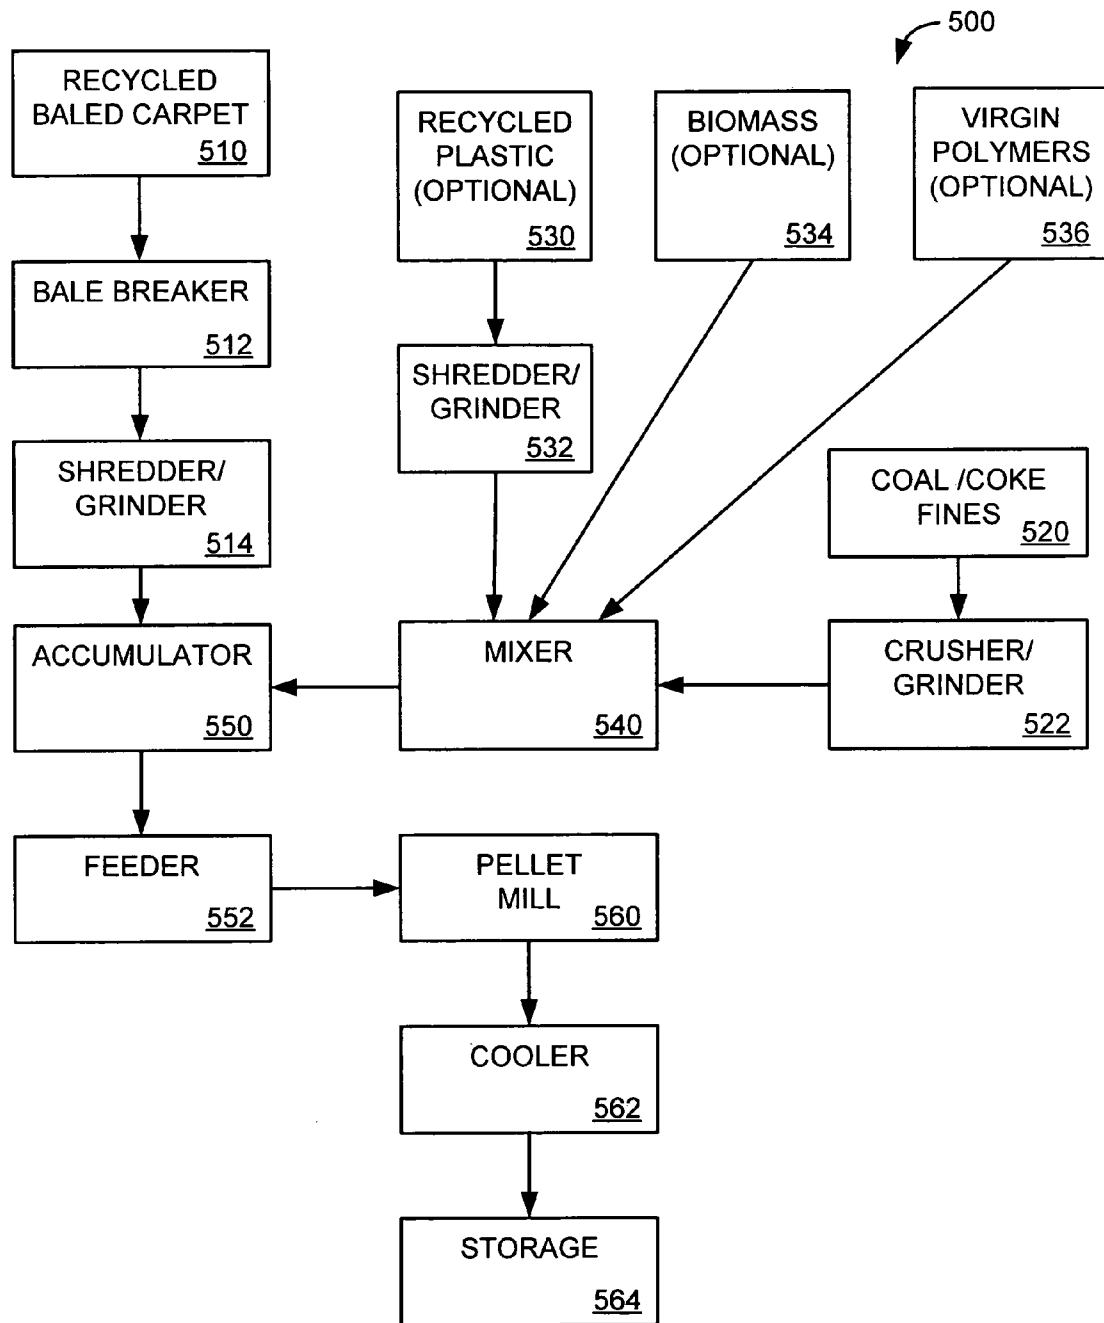 500
RECYCLED
BALED CARPET
510
RECYCLED
PLASTIC
(OPTIONAL)
530
BIOMASS
(OPTIONAL)
534
VIRGIN
POLYMERS
(OPTIONAL)
536
BALE BREAKER
512
SHREDDER/
GRINDER
532
SHREDDER/
GRINDER
514
COAL /COKE
FINES
520
ACCUMULATOR
550
MIXER
540
CRUSHER/
GRINDER
522
FEEDER
552
PELLET
MILL
560
COOLER
562
STORAGE
564